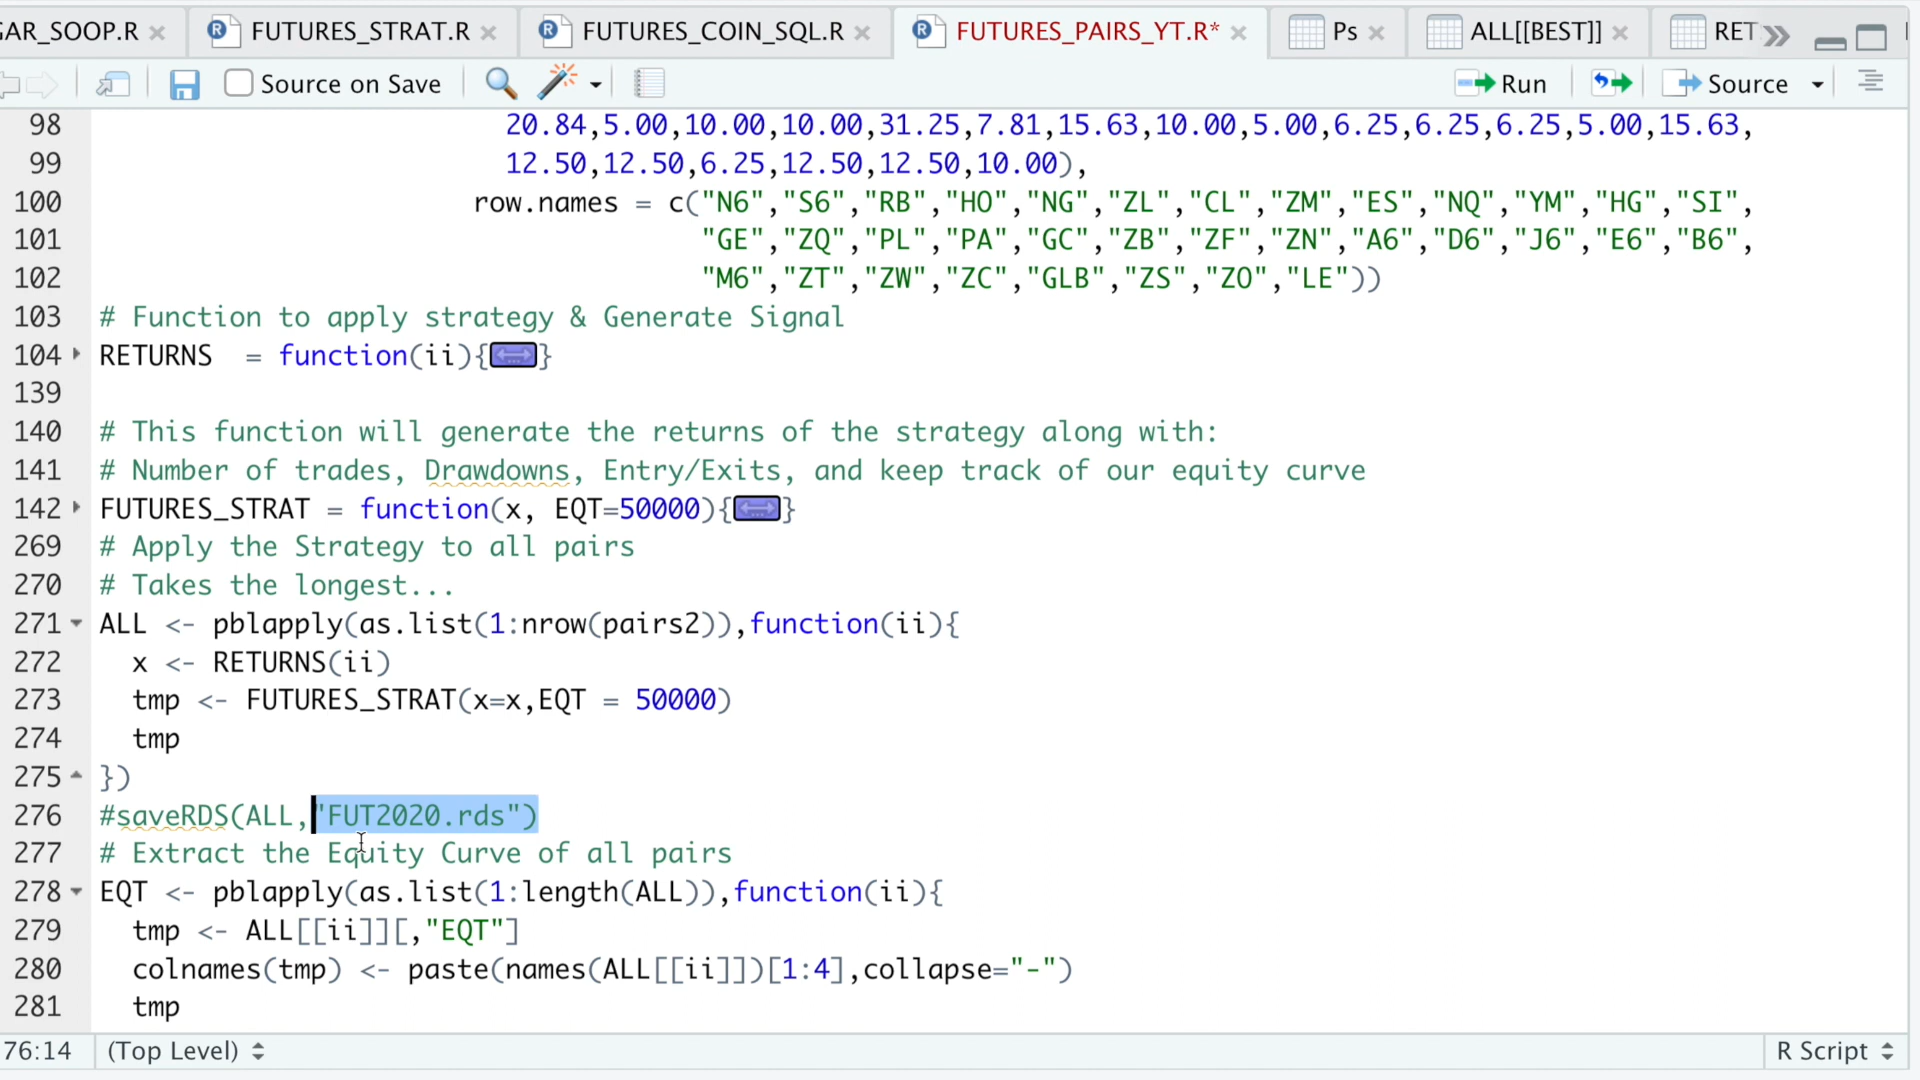 GAR_SOOP.R FUTURES_STRAT.R FUTURES_COIN_SQL.R FUTURES_PAIRS_YT.R* Ps ALL[[BEST]] RET
Source on Save Run Source
98 20.84,5.00,10.00,10.00,31.25,7.81,15.63,10.00,5.00,6.25,6.25,6.25,5.00,15.63,
99 12.50,12.50,6.25,12.50,12.50,10.00),
100 row.names = c("N6","S6","RB","HO","NG","ZL","CL","ZM","ES","NQ","YM","HG","SI",
101 "GE","ZQ","PL","PA","GC","ZB","ZF","ZN","A6","D6","J6","E6","B6",
102 "M6","ZT","ZW","ZC","GLB","ZS","ZO","LE"))
103 # Function to apply strategy & Generate Signal
104 RETURNS  = function(ii){...}
139
140 # This function will generate the returns of the strategy along with:
141 # Number of trades, Drawdowns, Entry/Exits, and keep track of our equity curve
142 FUTURES_STRAT = function(x, EQT=50000){...}
269 # Apply the Strategy to all pairs
270 # Takes the longest...
271 ALL <- pblapply(as.list(1:nrow(pairs2)),function(ii){
272 x <- RETURNS(ii)
273 tmp <- FUTURES_STRAT(x=x,EQT = 50000)
274 tmp
275 })
276 #saveRDS(ALL,"FUT2020.rds")
277 # Extract the Equity Curve of all pairs
278 EQT <- pblapply(as.list(1:length(ALL)),function(ii){
279 tmp <- ALL[[ii]][,"EQT"]
280 colnames(tmp) <- paste(names(ALL[[ii]])[1:4],collapse="-")
281 tmp
76:14 (Top Level) R Script